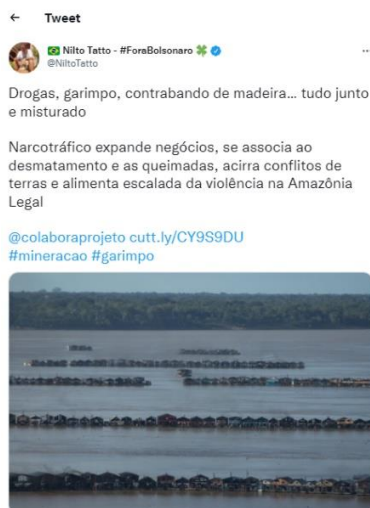 Tweet
Nilto Tatto - #ForaBolsonaro
@NiltoTatto
Drogas, garimpo, contrabando de madeira... tudo junto
e misturado
Narcotráfico expande negócios, se associa ao
desmatamento e as queimadas, acirra conflitos de
terras e alimenta escalada da violência na Amazônia
Legal
@colaboraprojeto cutt.ly/CY9S9DU
#mineracao #garimpo